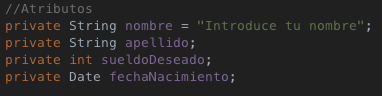 //Atributos
private String nombre = "Introduce tu nombre";
private String apellido;
private int sueldoDeseado;
private Date fechaNacimiento;